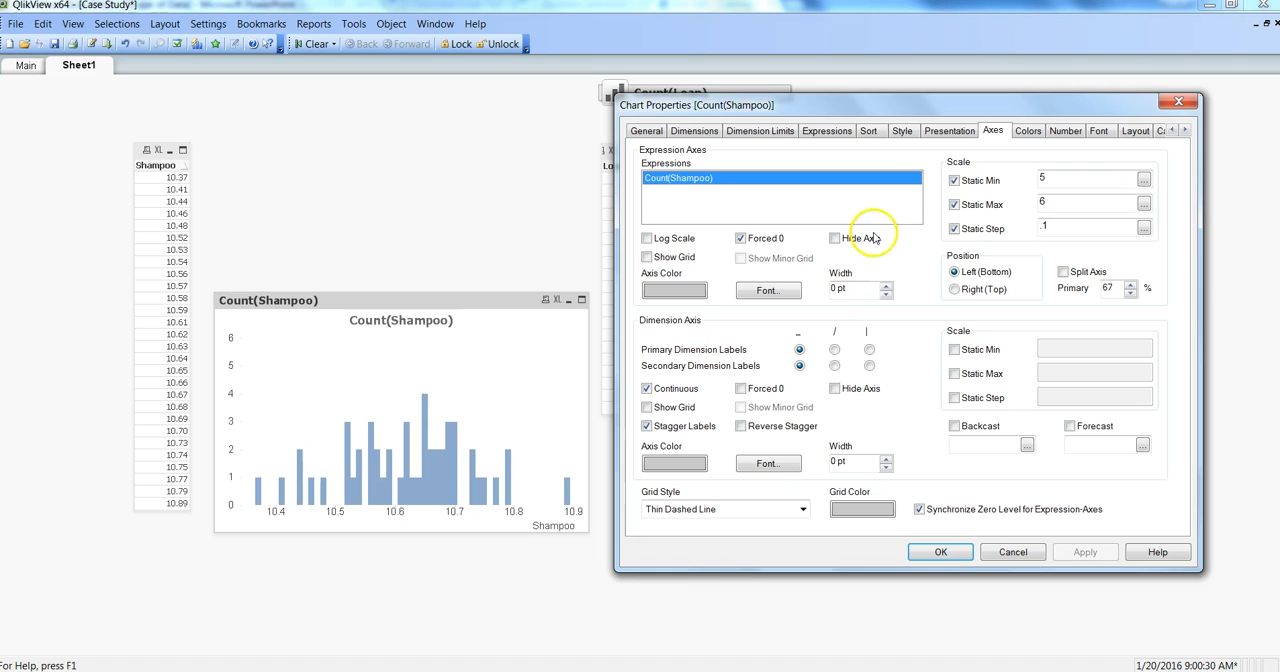 QlikView x64 - [Case Study*]
File Edit View Selections Layout Settings Bookmarks Reports Tools Object Window Help
Clear Back Forward Lock Unlock
Main Sheet1
Shampoo
10.37
10.41
10.44
10.46
10.48
10.52
10.53
10.54
10.56
10.57
10.58
10.59
10.61
10.62
10.63
10.64
10.65
10.66
10.67
10.68
10.69
10.70
10.73
10.74
10.75
10.77
10.79
10.89
XL
Count(Shampoo) XL
Count(Shampoo)
6
5
4
3
2
1
0
10.4 10.5 10.6 10.7 10.8 10.9
Shampoo
Count(Loan)
Chart Properties [Count(Shampoo)]
General Dimensions Dimension Limits Expressions Sort Style Presentation Axes Colors Number Font Layout
Expression Axes
Expressions
Count(Shampoo)
Log Scale Forced 0 Hide Axis
Show Grid Show Minor Grid
Axis Color Width
Font... 0 pt
Scale
Static Min 5 ...
Static Max 6 ...
Static Step .1 ...
Position
Left (Bottom) Split Axis
Right (Top) Primary 67 %
Dimension Axis
_ / |
Primary Dimension Labels
Secondary Dimension Labels
Continuous Forced 0 Hide Axis
Show Grid Show Minor Grid
Stagger Labels Reverse Stagger
Axis Color Width
Font... 0 pt
Scale
Static Min
Static Max
Static Step
Backcast Forecast
... ...
Grid Style Grid Color
Thin Dashed Line Synchronize Zero Level for Expression-Axes
OK Cancel Apply Help
For Help, press F1 1/20/2016 9:00:30 AM*